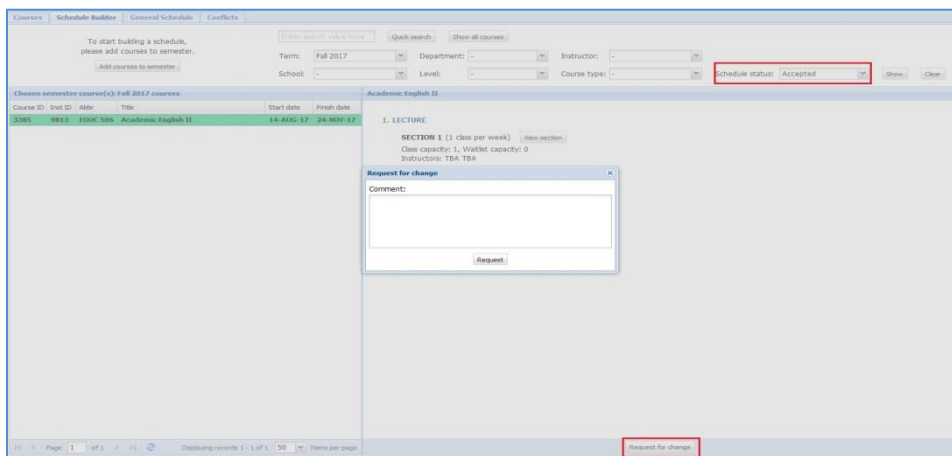 Courses Schedule Builder General Schedule Conflicts
To start building a schedule,
please add courses to semester.
Add courses to semester
Enter search value here Quick search Show all courses
Term: Fall 2017 Department: - Instructor: -
School: - Level: - Course type: - Schedule status: Accepted Show Clear
Chosen semester course(s): Fall 2017 courses
Course ID Inst ID Abbr Title Start date Finish date
3385 9813 EDUC 506 Academic English II 14-AUG-17 24-NOV-17
Academic English II
1. LECTURE
SECTION 1 (1 class per week) View section
Class capacity: 1, Waitlist capacity: 0
Instructors: TBA TBA
Request for change
Comment:
Request
Page 1 of 1 Displaying records 1 - 1 of 1 50 Items per page
Request for change